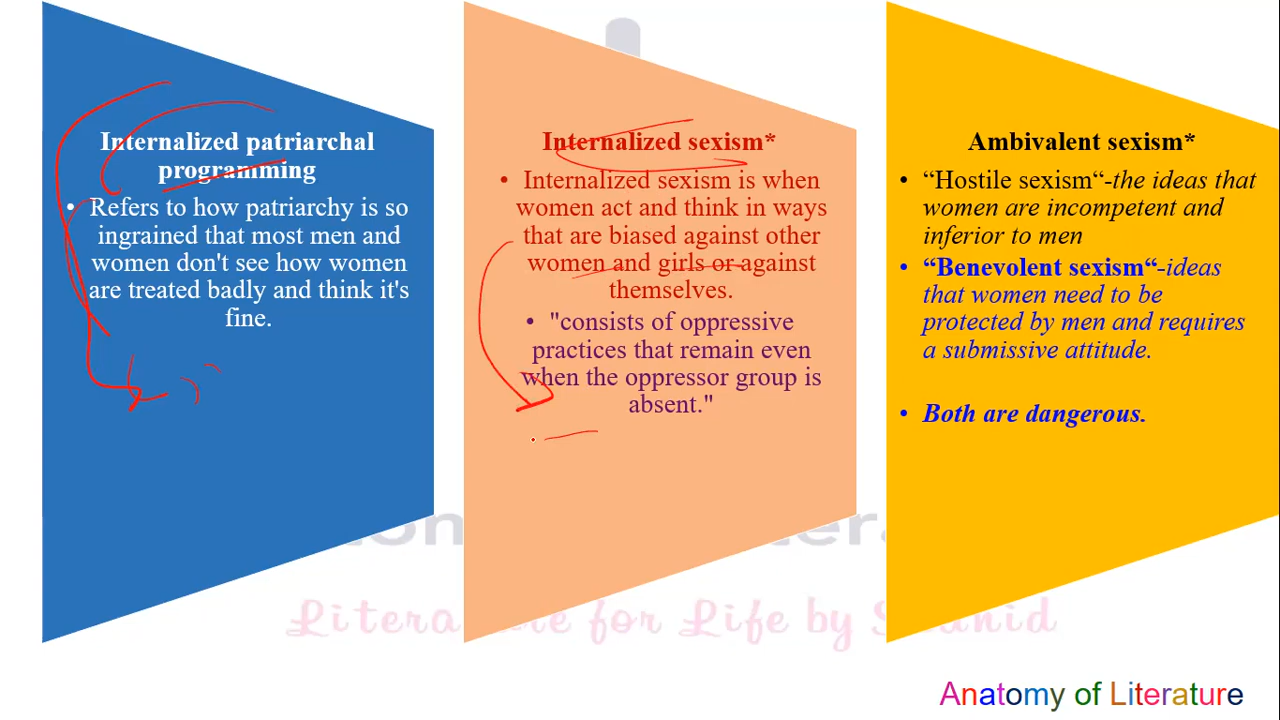 Internalized patriarchal
programming
• Refers to how patriarchy is so
ingrained that most men and
women don't see how women
are treated badly and think it's
fine.
Internalized sexism*
• Internalized sexism is when
women act and think in ways
that are biased against other
women and girls or against
themselves.
• "consists of oppressive
practices that remain even
when the oppressor group is
absent."
Ambivalent sexism*
• “Hostile sexism“-the ideas that
women are incompetent and
inferior to men
• “Benevolent sexism“-ideas
that women need to be
protected by men and requires
a submissive attitude.
• Both are dangerous.
for Life by
Anatomy of Literature